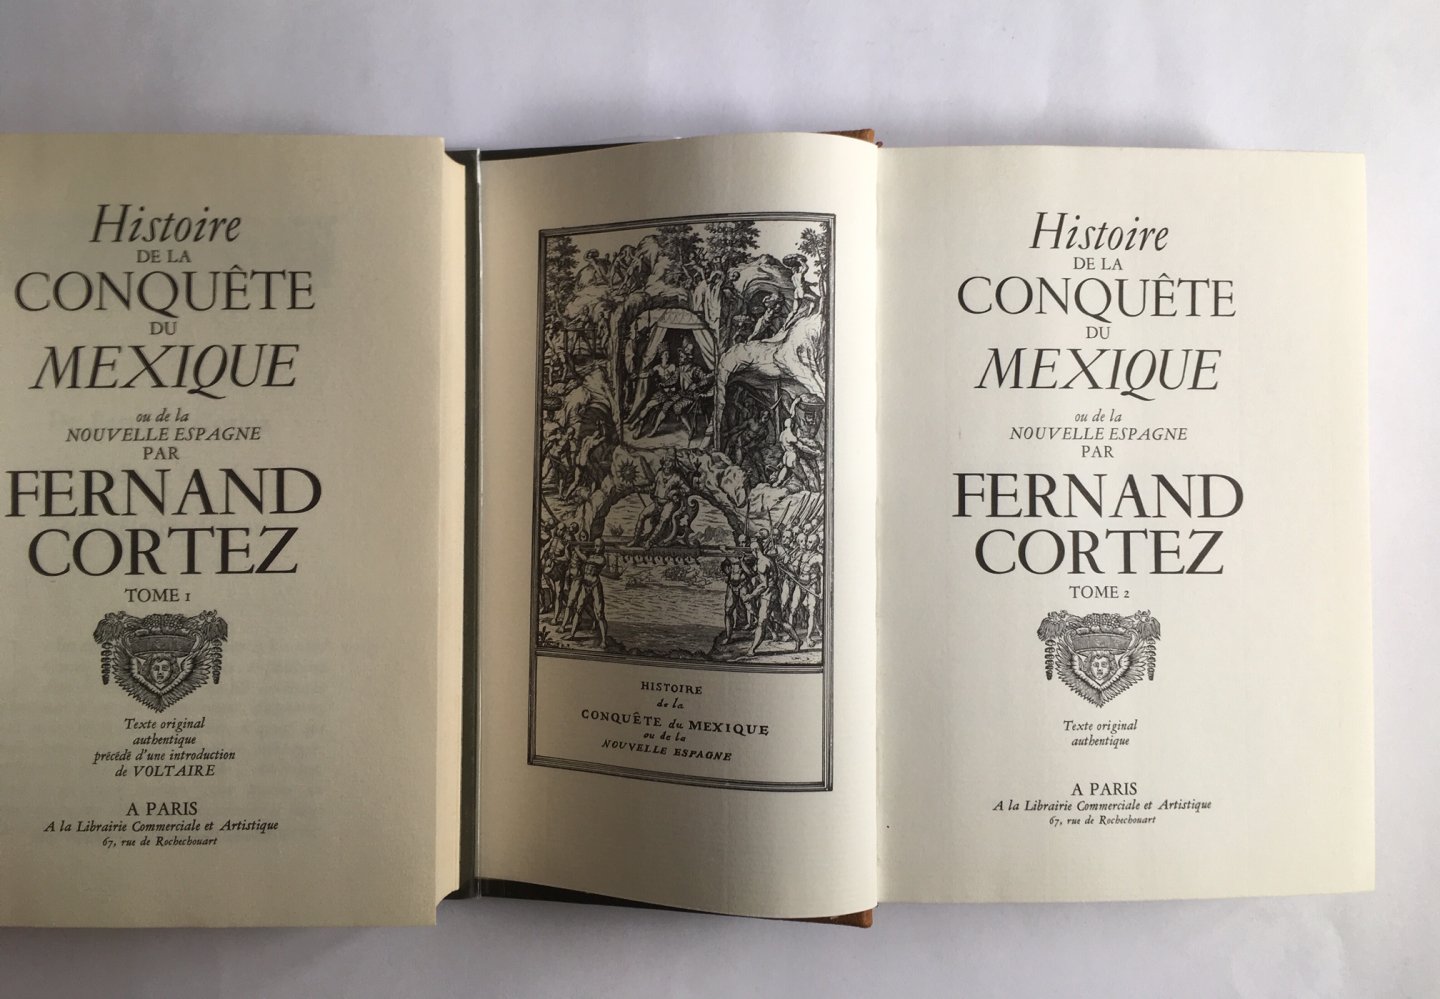 Histoire
DE LA
CONQUÊTE
DU
MEXIQUE
ou de la
NOUVELLE ESPAGNE
PAR
FERNAND
CORTEZ
TOME 1
Texte original
authentique
précédé d'une introduction
de VOLTAIRE
A PARIS
A la Librairie Commerciale et Artistique
67, rue de Rochechouart
HISTOIRE
de la
CONQUÊTE du MEXIQUE
ou de la
NOUVELLE ESPAGNE
Histoire
DE LA
CONQUÊTE
DU
MEXIQUE
ou de la
NOUVELLE ESPAGNE
PAR
FERNAND
CORTEZ
TOME 2
Texte original
authentique
A PARIS
A la Librairie Commerciale et Artistique
67, rue de Rochechouart